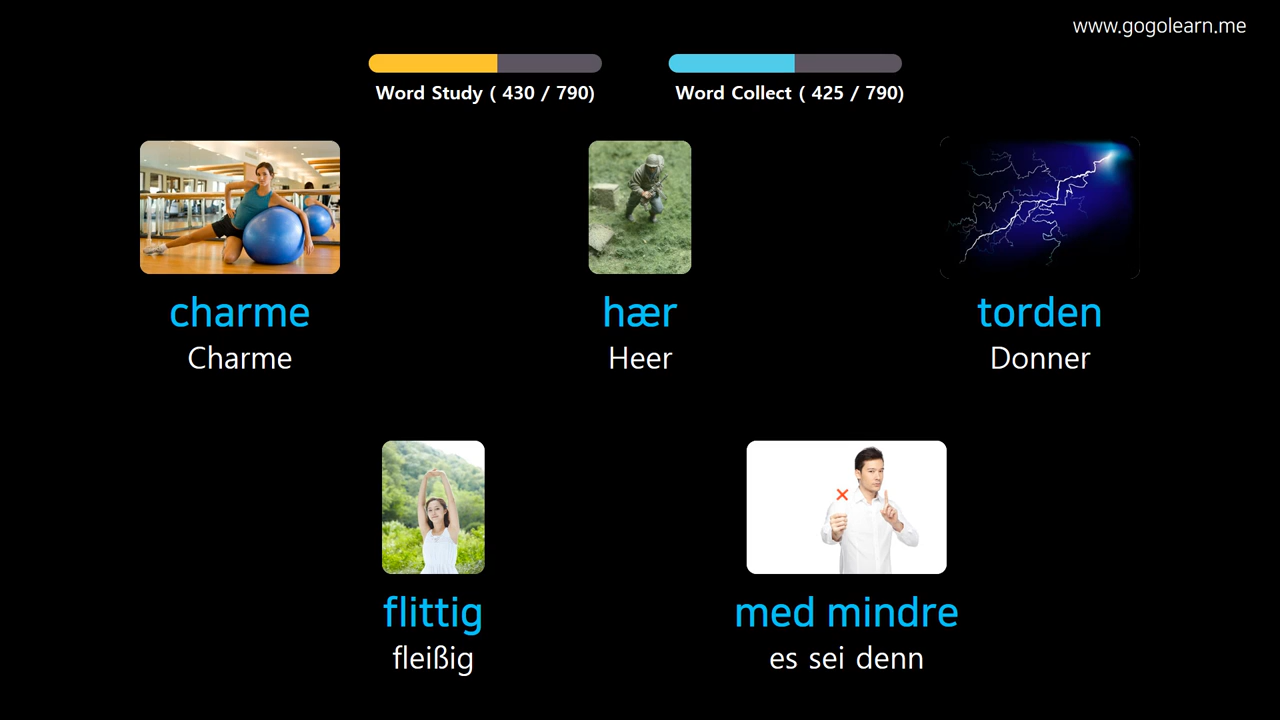 www.gogolearn.me
Word Study ( 430 / 790)
Word Collect ( 425 / 790)
charme
Charme
hær
Heer
torden
Donner
flittig
fleißig
med mindre
es sei denn